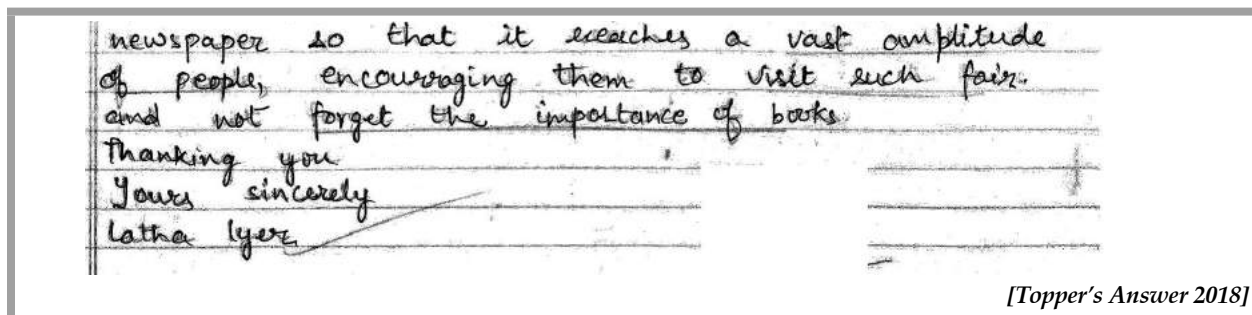 newspaper so that it reaches a vast amplitude
of people, encouraging them to visit such fair.
and not forget the importance of books.
Thanking you
Yours sincerely
Latha Iyer
[Topper's Answer 2018]